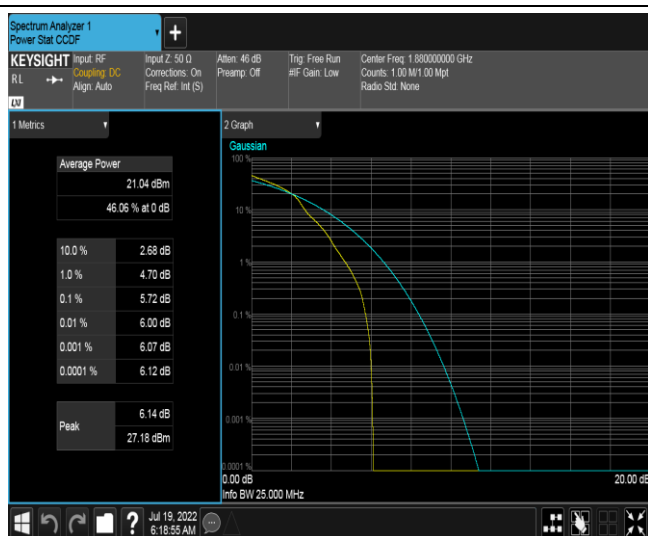 Spectrum Analyzer 1
Power Stat CCDF
+
KEYSIGHT
RL
LXI
Input: RF
Coupling: DC
Align: Auto
Input Z: 50 Ω
Corrections: On
Freq Ref: Int (S)
Atten: 46 dB
Preamp: Off
Trig: Free Run
#IF Gain: Low
Center Freq: 1.880000000 GHz
Counts: 1.00 M/1.00 Mpt
Radio Std: None
1 Metrics
Average Power
21.04 dBm
46.06 % at 0 dB
10.0 % 2.68 dB
1.0 % 4.70 dB
0.1 % 5.72 dB
0.01 % 6.00 dB
0.001 % 6.07 dB
0.0001 % 6.12 dB
Peak
6.14 dB
27.18 dBm
2 Graph
Gaussian
100 %
10 %
1 %
0.1 %
0.01 %
0.001 %
0.0001 %
0.00 dB
20.00 dB
Info BW 25.000 MHz
?
Jul 19, 2022
6:18:55 AM